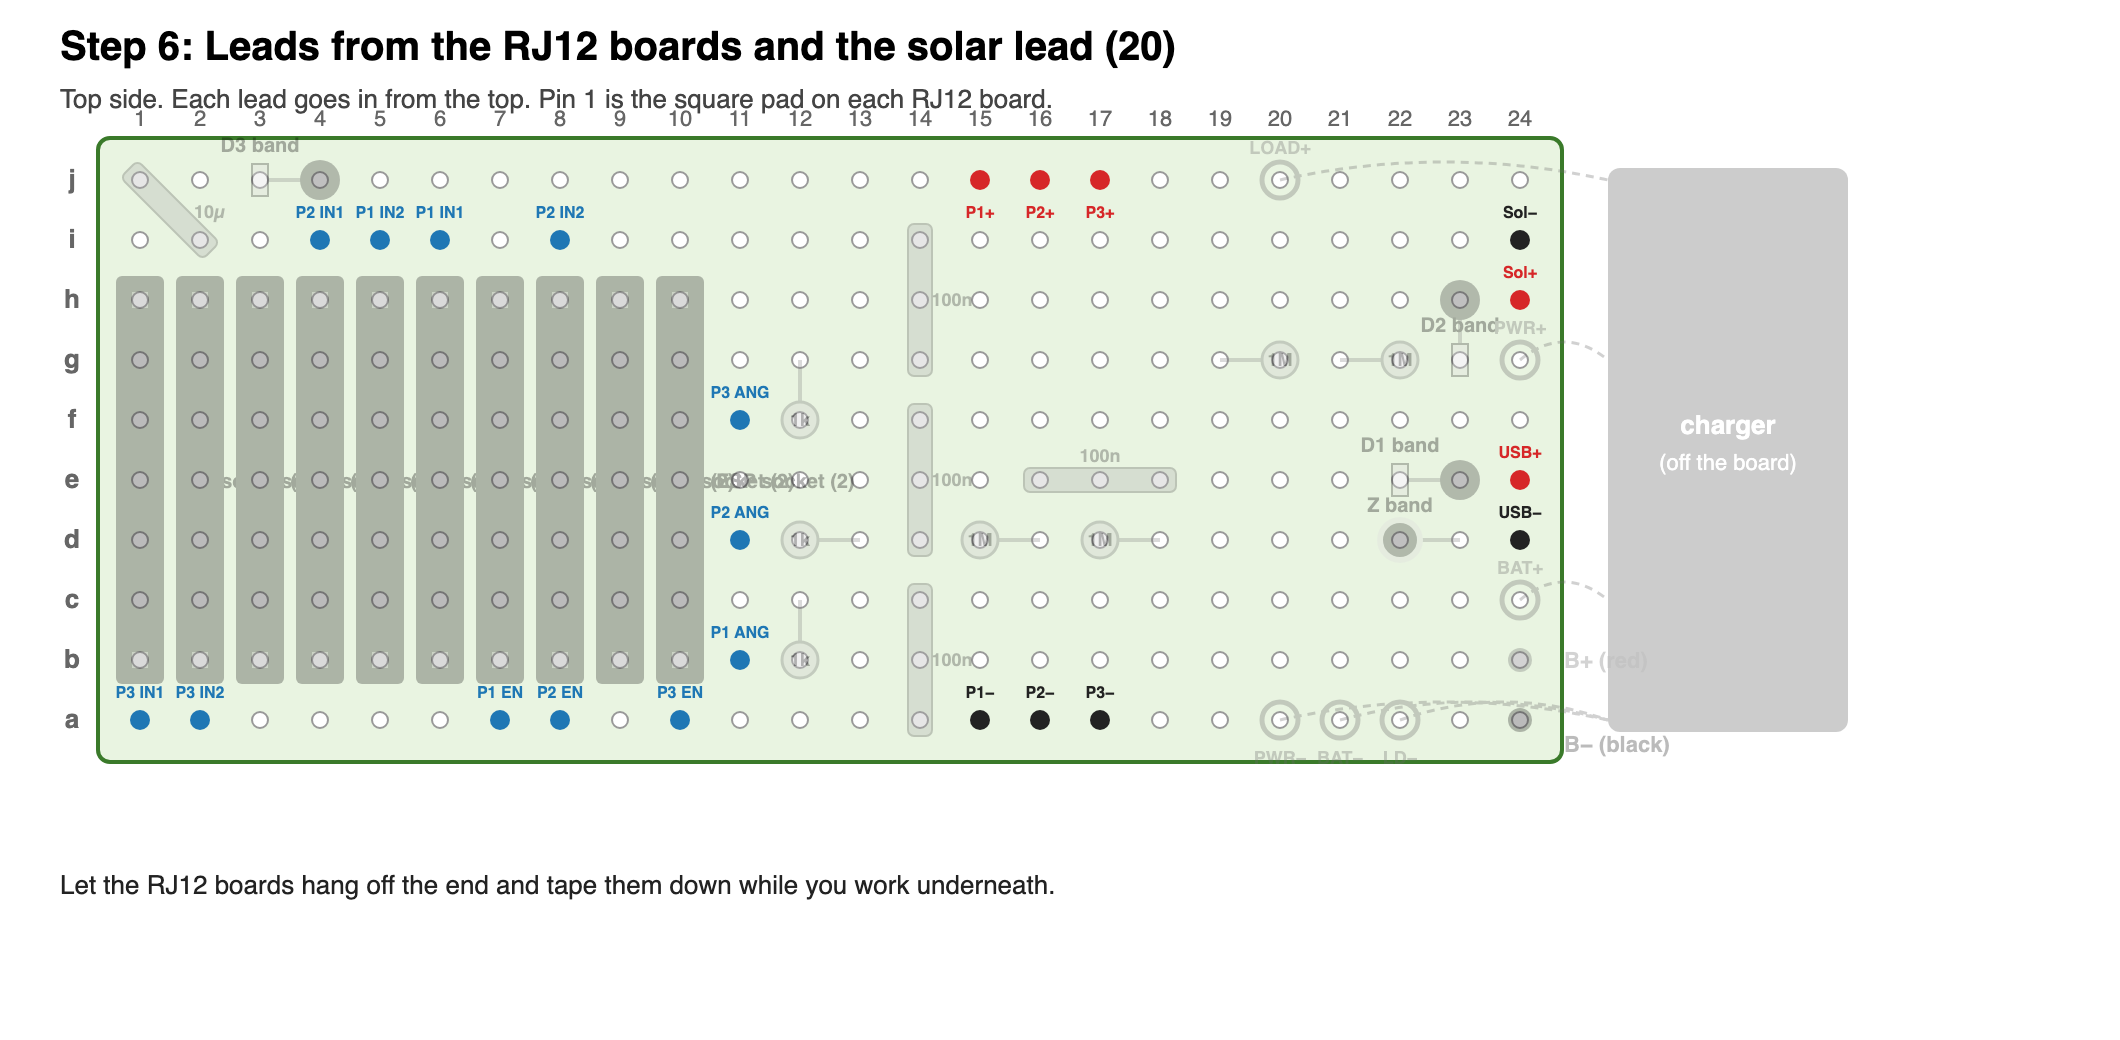 Step 6: Leads from the RJ12 boards and the solar lead (20)
Top side. Each lead goes in from the top. Pin 1 is the square pad on each RJ12 board.
1 2 3 4 5 6 7 8 9 10 11 12 13 14 15 16 17 18 19 20 21 22 23 24
D3 band LOAD+
j
10µ P2 IN1 P1 IN2 P1 IN1 P2 IN2 P1+ P2+ P3+ Sol−
i
Sol+
h 100n
D2 band PWR+
g 1M 1M
P3 ANG
f 1k
charger
D1 band USB+
100n
(off the board)
e socket (2) 100n
P2 ANG Z band USB−
d 1k 1M 1M
BAT+
c
P1 ANG
b 1k 100n B+ (red)
P3 IN1 P3 IN2 P1 EN P2 EN P3 EN P1− P2− P3−
a
B− (black)
PWR− BAT− LD−
Let the RJ12 boards hang off the end and tape them down while you work underneath.